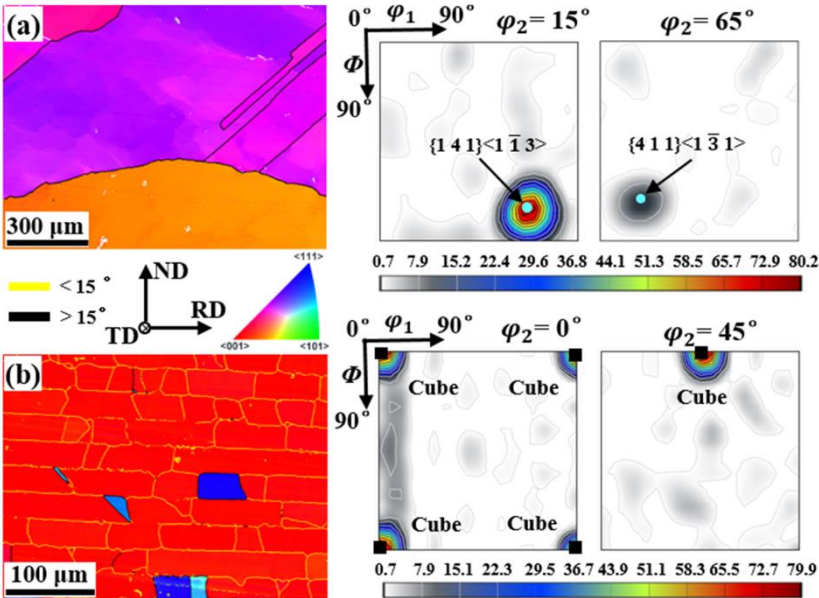 (a)
300 μm
0° φ1 90° φ2= 15° φ2= 65°
Φ
90°
{1 4 1}<1 1̅ 3>
{4 1 1}<1 3̅ 1>
0.7 7.9 15.2 22.4 29.6 36.8 44.1 51.3 58.5 65.7 72.9 80.2
< 15 °
> 15°
ND
RD
TD
<111>
<001>
<101>
(b)
100 μm
0° φ1 90° φ2= 0° φ2= 45°
Φ
90°
Cube Cube Cube
Cube Cube
0.7 7.9 15.1 22.4 29.5 36.7 43.9 51.1 58.3 65.5 72.7 79.9